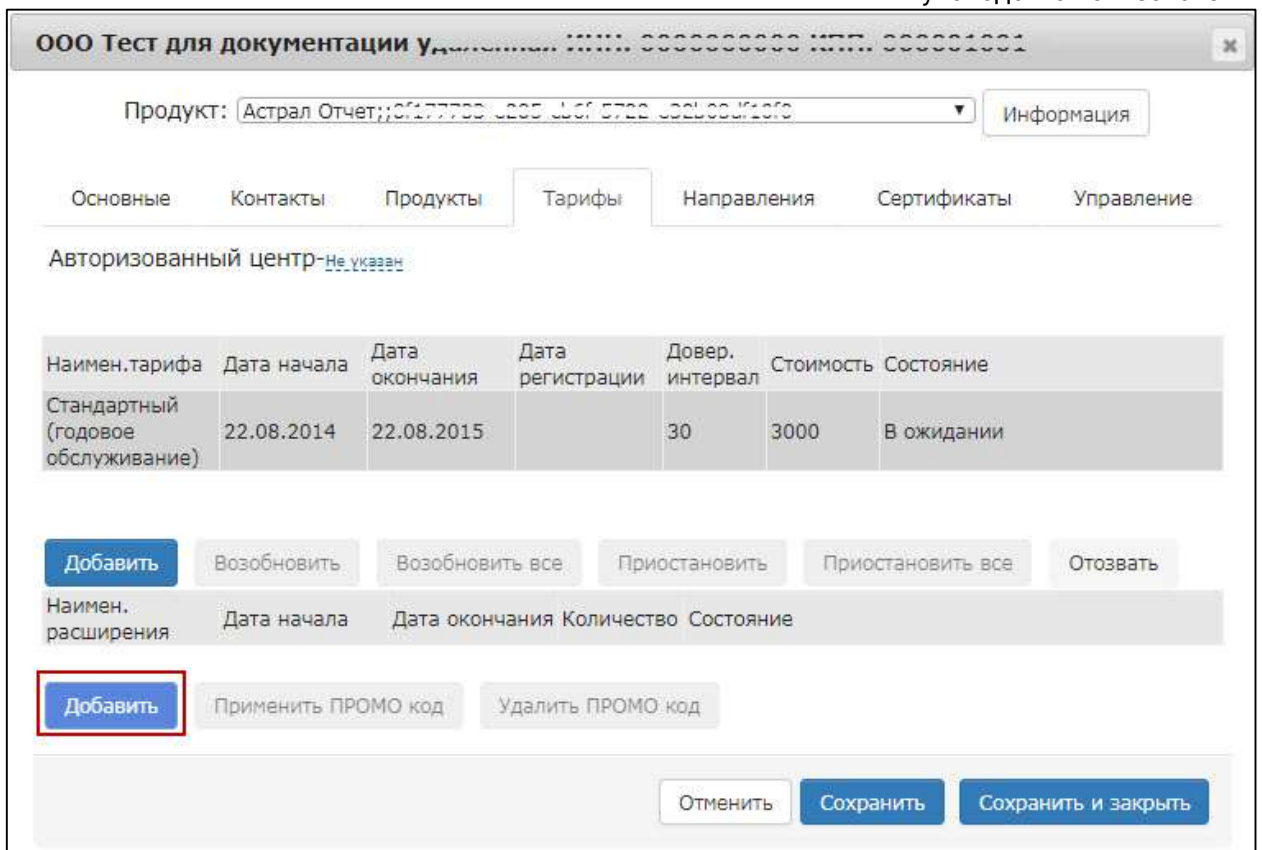 ООО Тест для документации
Продукт: Астрал Отчет;; Информация
Основные Контакты Продукты Тарифы Направления Сертификаты Управление
Авторизованный центр-Не указан
Наимен.тарифа Дата начала Дата окончания Дата регистрации Довер. интервал Стоимость Состояние
Стандартный
(годовое 22.08.2014 22.08.2015 30 3000 В ожидании
обслуживание)
Добавить Возобновить Возобновить все Приостановить Приостановить все Отозвать
Наимен. расширения Дата начала Дата окончания Количество Состояние
Добавить Применить ПРОМО код Удалить ПРОМО код
Отменить Сохранить Сохранить и закрыть